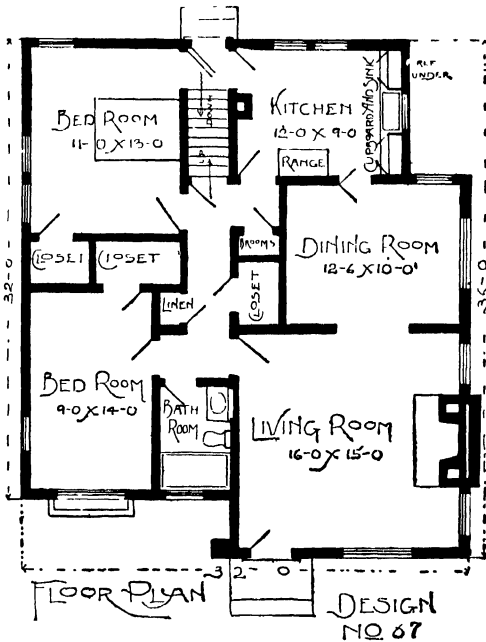 BED ROOM
11-0 X 13-0
DOWN
UP
KITCHEN
12-0 X 9-0
RANGE
CUPBOARD AND SINK
REF
UNDER
CLOSET
CLOSET
BROOMS
DINING ROOM
12-6 X 10-0
LINEN
CLOSET
32-0
36-0
BED ROOM
9-0 X 14-0
BATH
ROOM
LIVING ROOM
16-0 X 15-0
32-0
FLOOR PLAN
DESIGN
NO 67